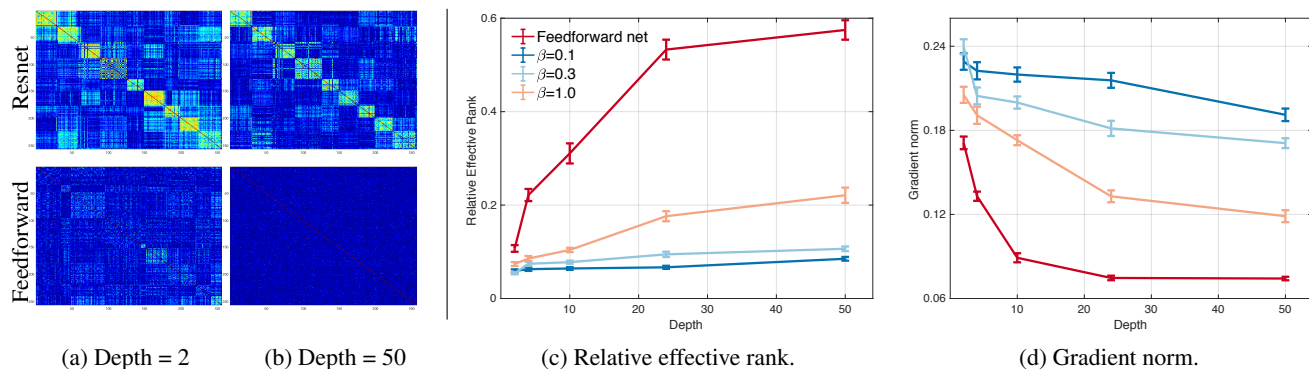 Resnet
Feedforward
(a) Depth = 2
(b) Depth = 50
Relative Effective Rank
0.6
0.4
0.2
0
Feedforward net
β=0.1
β=0.3
β=1.0
10 20 30 40 50
Depth
(c) Relative effective rank.
Gradient norm
0.24
0.18
0.12
0.06
10 20 30 40 50
Depth
(d) Gradient norm.